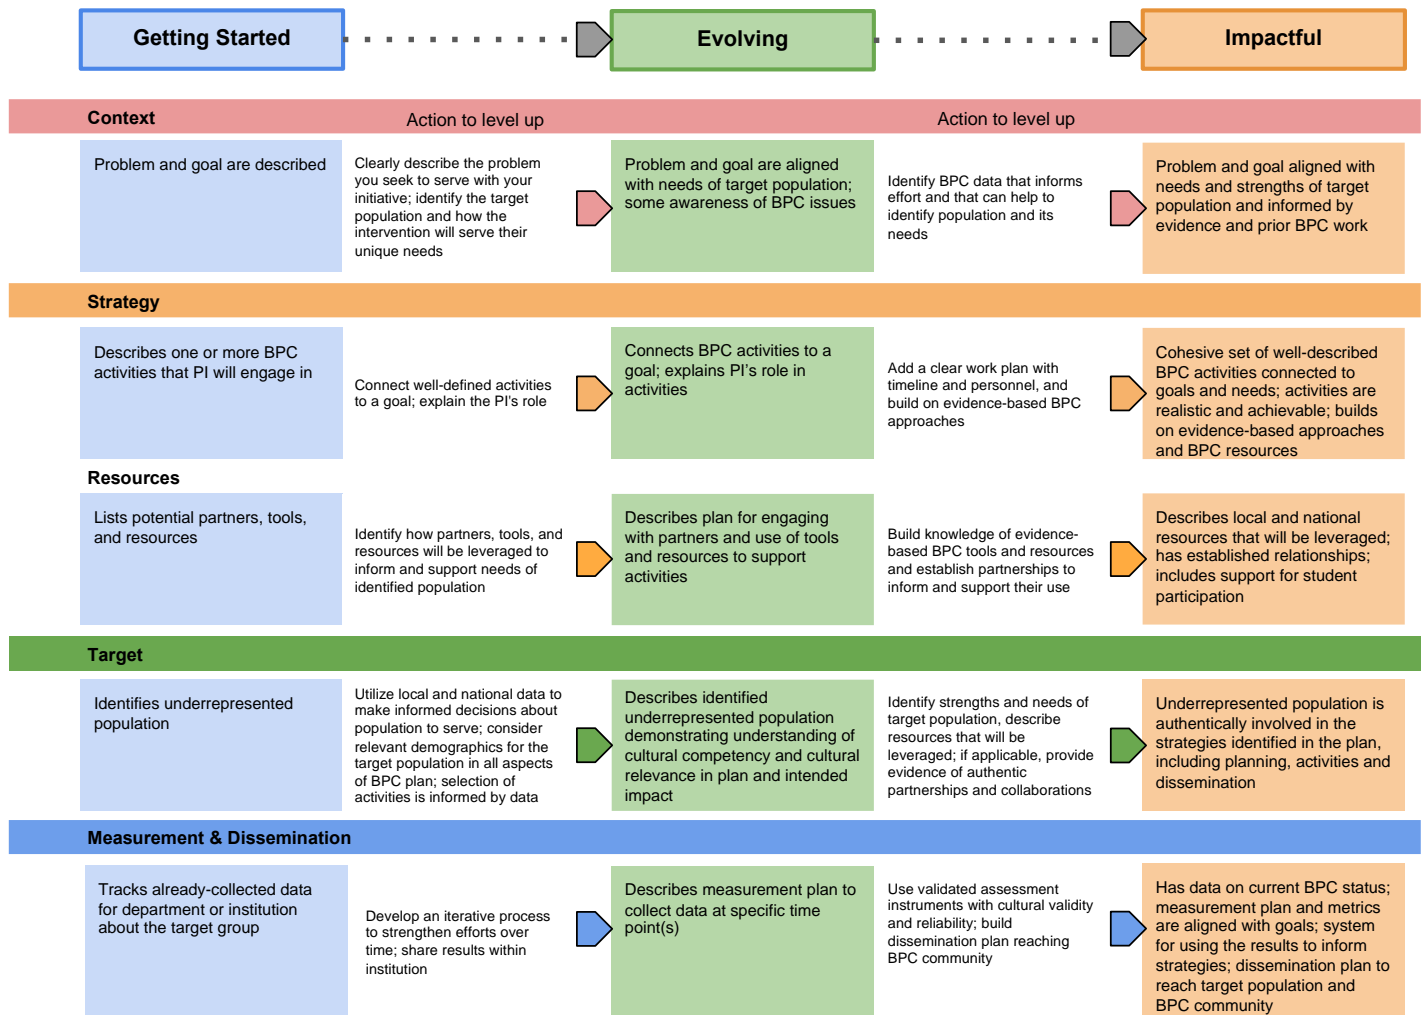 Getting Started
Evolving
Impactful
Context
Action to level up
Action to level up
Problem and goal are described
Clearly describe the problem
you seek to serve with your
initiative; identify the target
population and how the
intervention will serve their
unique needs
Problem and goal are aligned
with needs of target population;
some awareness of BPC issues
Identify BPC data that informs
effort and that can help to
identify population and its
needs
Problem and goal aligned with
needs and strengths of target
population and informed by
evidence and prior BPC work
Strategy
Describes one or more BPC
activities that PI will engage in
Connect well-defined activities
to a goal; explain the PI's role
Connects BPC activities to a
goal; explains PI's role in
activities
Add a clear work plan with
timeline and personnel, and
build on evidence-based BPC
approaches
Cohesive set of well-described
BPC activities connected to
goals and needs; activities are
realistic and achievable; builds
on evidence-based approaches
and BPC resources
Resources
Lists potential partners, tools,
and resources
Identify how partners, tools, and
resources will be leveraged to
inform and support needs of
identified population
Describes plan for engaging
with partners and use of tools
and resources to support
activities
Build knowledge of evidence-
based BPC tools and resources
and establish partnerships to
inform and support their use
Describes local and national
resources that will be leveraged;
has established relationships;
includes support for student
participation
Target
Identifies underrepresented
population
Utilize local and national data to
make informed decisions about
population to serve; consider
relevant demographics for the
target population in all aspects
of BPC plan; selection of
activities is informed by data
Describes identified
underrepresented population
demonstrating understanding of
cultural competency and cultural
relevance in plan and intended
impact
Identify strengths and needs of
target population, describe
resources that will be
leveraged; if applicable, provide
evidence of authentic
partnerships and collaborations
Underrepresented population is
authentically involved in the
strategies identified in the plan,
including planning, activities and
dissemination
Measurement & Dissemination
Tracks already-collected data
for department or institution
about the target group
Develop an iterative process
to strengthen efforts over
time; share results within
institution
Describes measurement plan to
collect data at specific time
point(s)
Use validated assessment
instruments with cultural validity
and reliability; build
dissemination plan reaching
BPC community
Has data on current BPC status;
measurement plan and metrics
are aligned with goals; system
for using the results to inform
strategies; dissemination plan to
reach target population and
BPC community